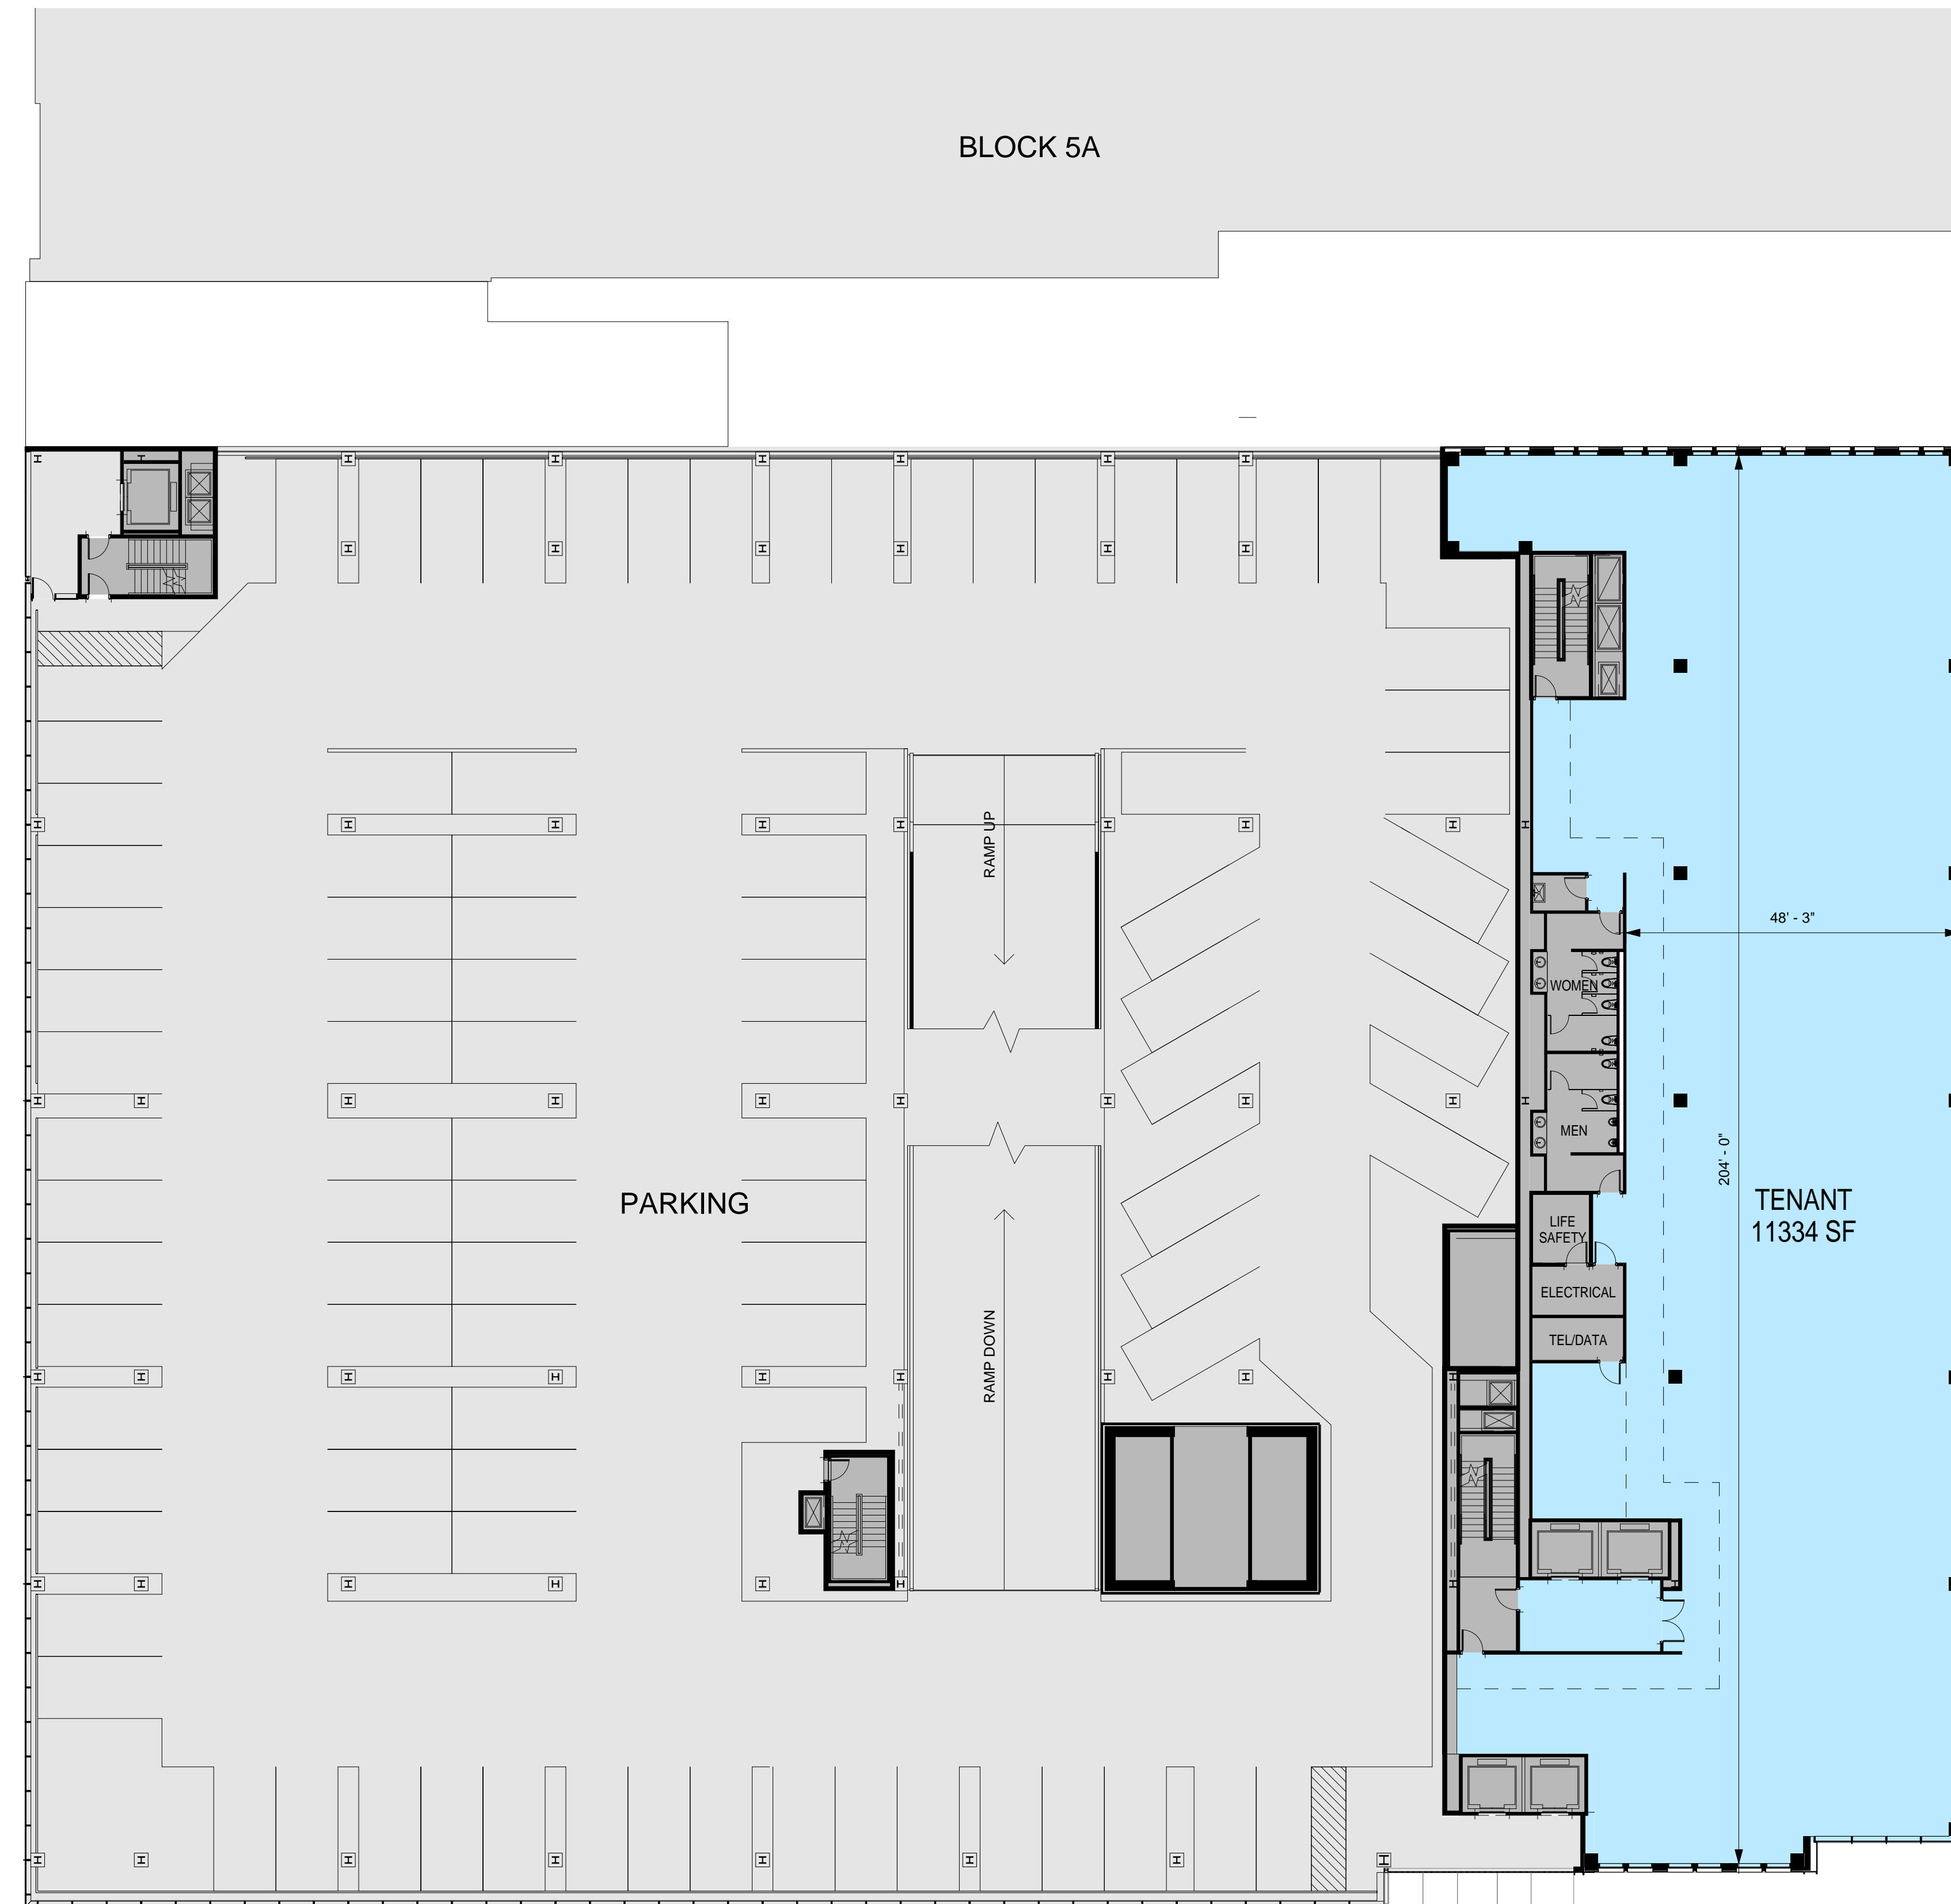 BLOCK 5A
RAMP UP
48' - 3"
WOMEN
MEN
204' - 0"
PARKING
TENANT
11334 SF
LIFE
SAFETY
ELECTRICAL
TEL/DATA
RAMP DOWN